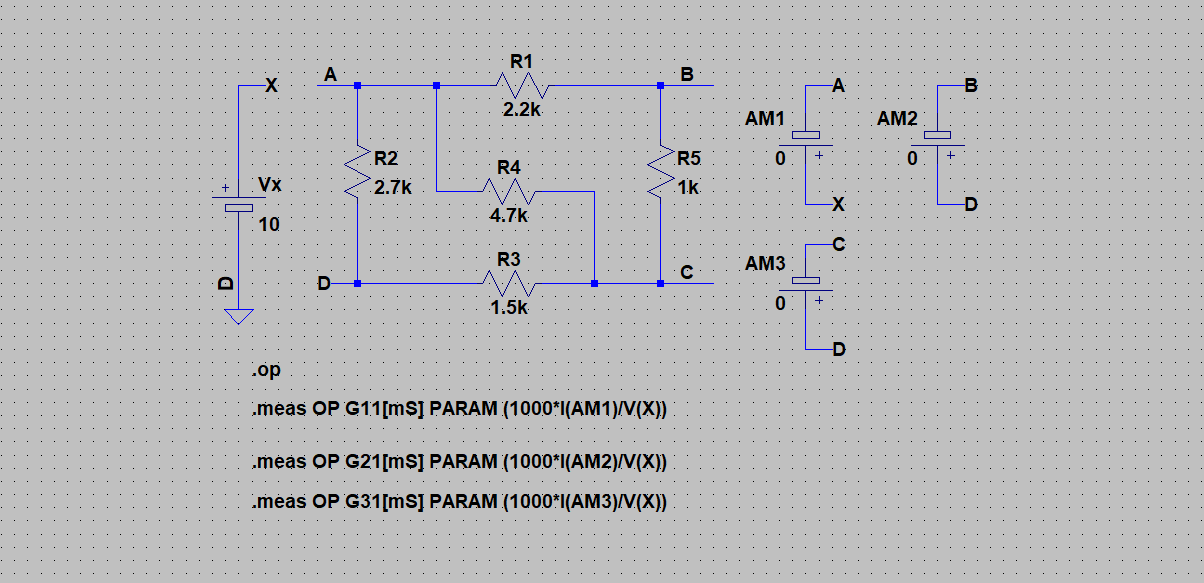 R1
X
A
B
A
B
2.2k
AM1
AM2
R2
R4
R5
0
+
0
+
+
Vx
2.7k
1k
4.7k
X
D
10
R3
C
C
AM3
D
D
1.5k
0
+
D
.op
.meas OP G11[mS] PARAM (1000*I(AM1)/V(X))
.meas OP G21[mS] PARAM (1000*I(AM2)/V(X))
.meas OP G31[mS] PARAM (1000*I(AM3)/V(X))